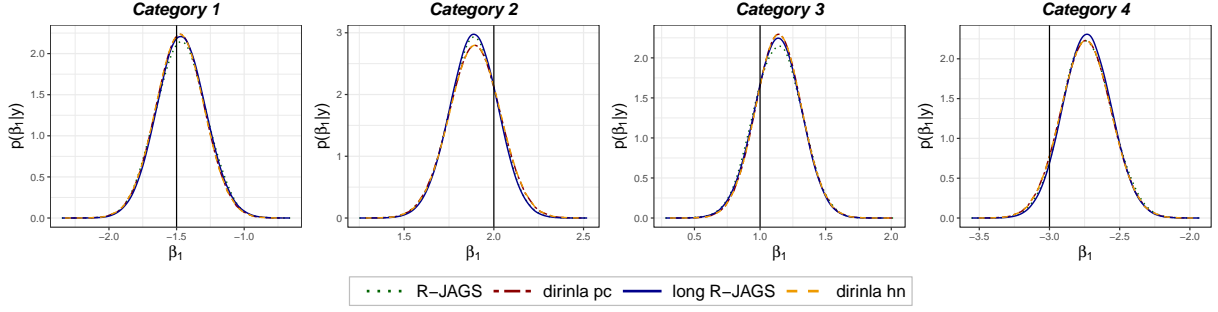 Category 1
Category 2
Category 3
Category 4
p(β₁|y)
2.0
1.5
1.0
0.5
0.0
−2.0
−1.5
−1.0
β₁
p(β₁|y)
3
2
1
0
1.5
2.0
2.5
β₁
p(β₁|y)
2.0
1.5
1.0
0.5
0.0
0.5
1.0
1.5
2.0
β₁
p(β₁|y)
2.0
1.5
1.0
0.5
0.0
−3.5
−3.0
−2.5
−2.0
β₁
R−JAGS
dirinla pc
long R−JAGS
dirinla hn